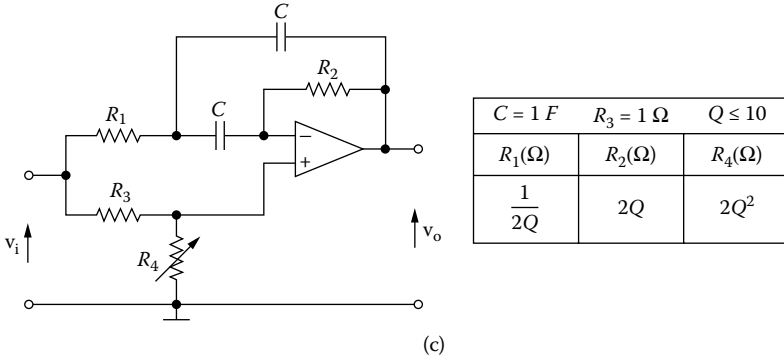 C
R₂
R₁
C
−
+
R₃
R₄
vᵢ
vₒ
C = 1 F R₃ = 1 Ω Q ≤ 10
R₁(Ω) R₂(Ω) R₄(Ω)
1/2Q 2Q 2Q²
(c)